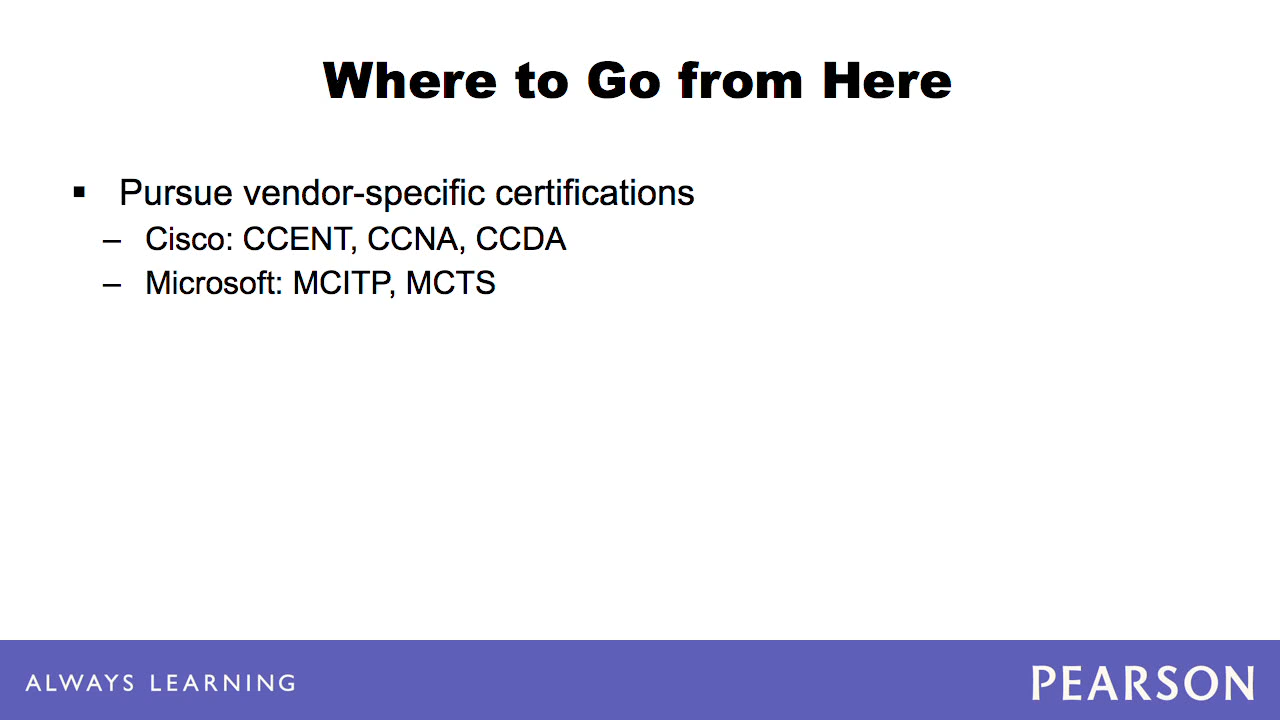 Where to Go from Here
▪ Pursue vendor-specific certifications
– Cisco: CCENT, CCNA, CCDA
– Microsoft: MCITP, MCTS
ALWAYS LEARNING
PEARSON